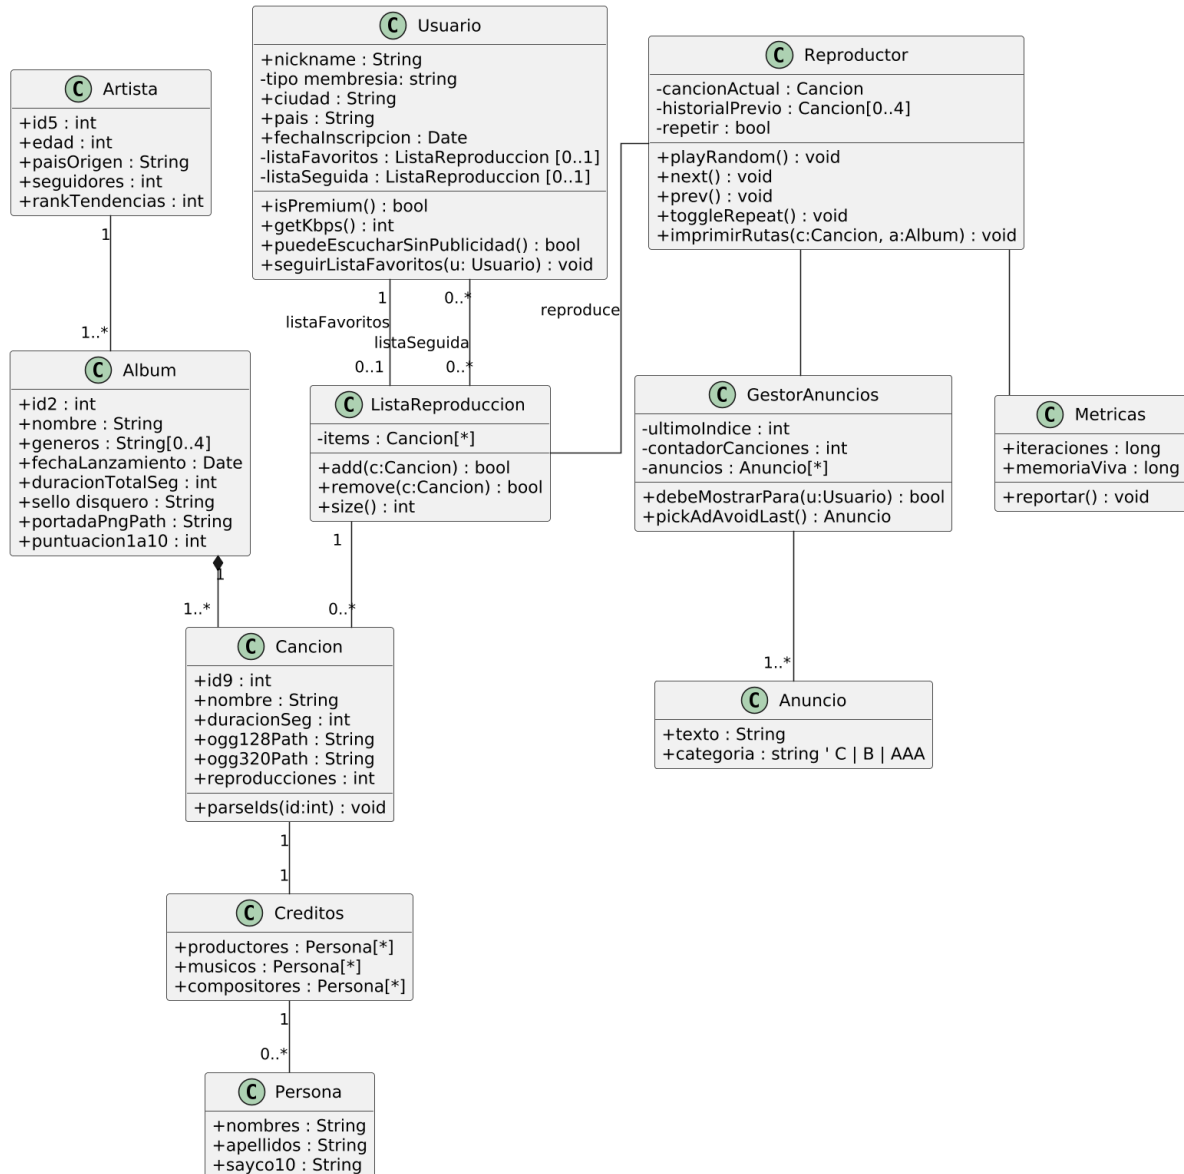 C Usuario
+nickname : String
-tipo membresia: string
+ciudad : String
+pais : String
+fechaInscripcion : Date
-listaFavoritos : ListaReproduccion [0..1]
-listaSeguida : ListaReproduccion [0..1]
+isPremium() : bool
+getKbps() : int
+puedeEscucharSinPublicidad() : bool
+seguirListaFavoritos(u: Usuario) : void
C Reproductor
-cancionActual : Cancion
-historialPrevio : Cancion[0..4]
-repetir : bool
+playRandom() : void
+next() : void
+prev() : void
+toggleRepeat() : void
+imprimirRutas(c:Cancion, a:Album) : void
C Artista
+id5 : int
+edad : int
+paisOrigen : String
+seguidores : int
+rankTendencias : int
1
1..*
1
listaFavoritos
0..1
0..*
listaSeguida
0..*
reproduce
C Album
+id2 : int
+nombre : String
+generos : String[0..4]
+fechaLanzamiento : Date
+duracionTotalSeg : int
+sello disquero : String
+portadaPngPath : String
+puntuacion1a10 : int
C ListaReproduccion
-items : Cancion[*]
+add(c:Cancion) : bool
+remove(c:Cancion) : bool
+size() : int
C GestorAnuncios
-ultimoIndice : int
-contadorCanciones : int
-anuncios : Anuncio[*]
+debeMostrarPara(u:Usuario) : bool
+pickAdAvoidLast() : Anuncio
C Metricas
+iteraciones : long
+memoriaViva : long
+reportar() : void
1
1..*
1
0..*
1..*
C Cancion
+id9 : int
+nombre : String
+duracionSeg : int
+ogg128Path : String
+ogg320Path : String
+reproducciones : int
+parseIds(id:int) : void
C Anuncio
+texto : String
+categoria : string ' C | B | AAA
1
1
C Creditos
+productores : Persona[*]
+musicos : Persona[*]
+compositores : Persona[*]
1
0..*
C Persona
+nombres : String
+apellidos : String
+sayco10 : String